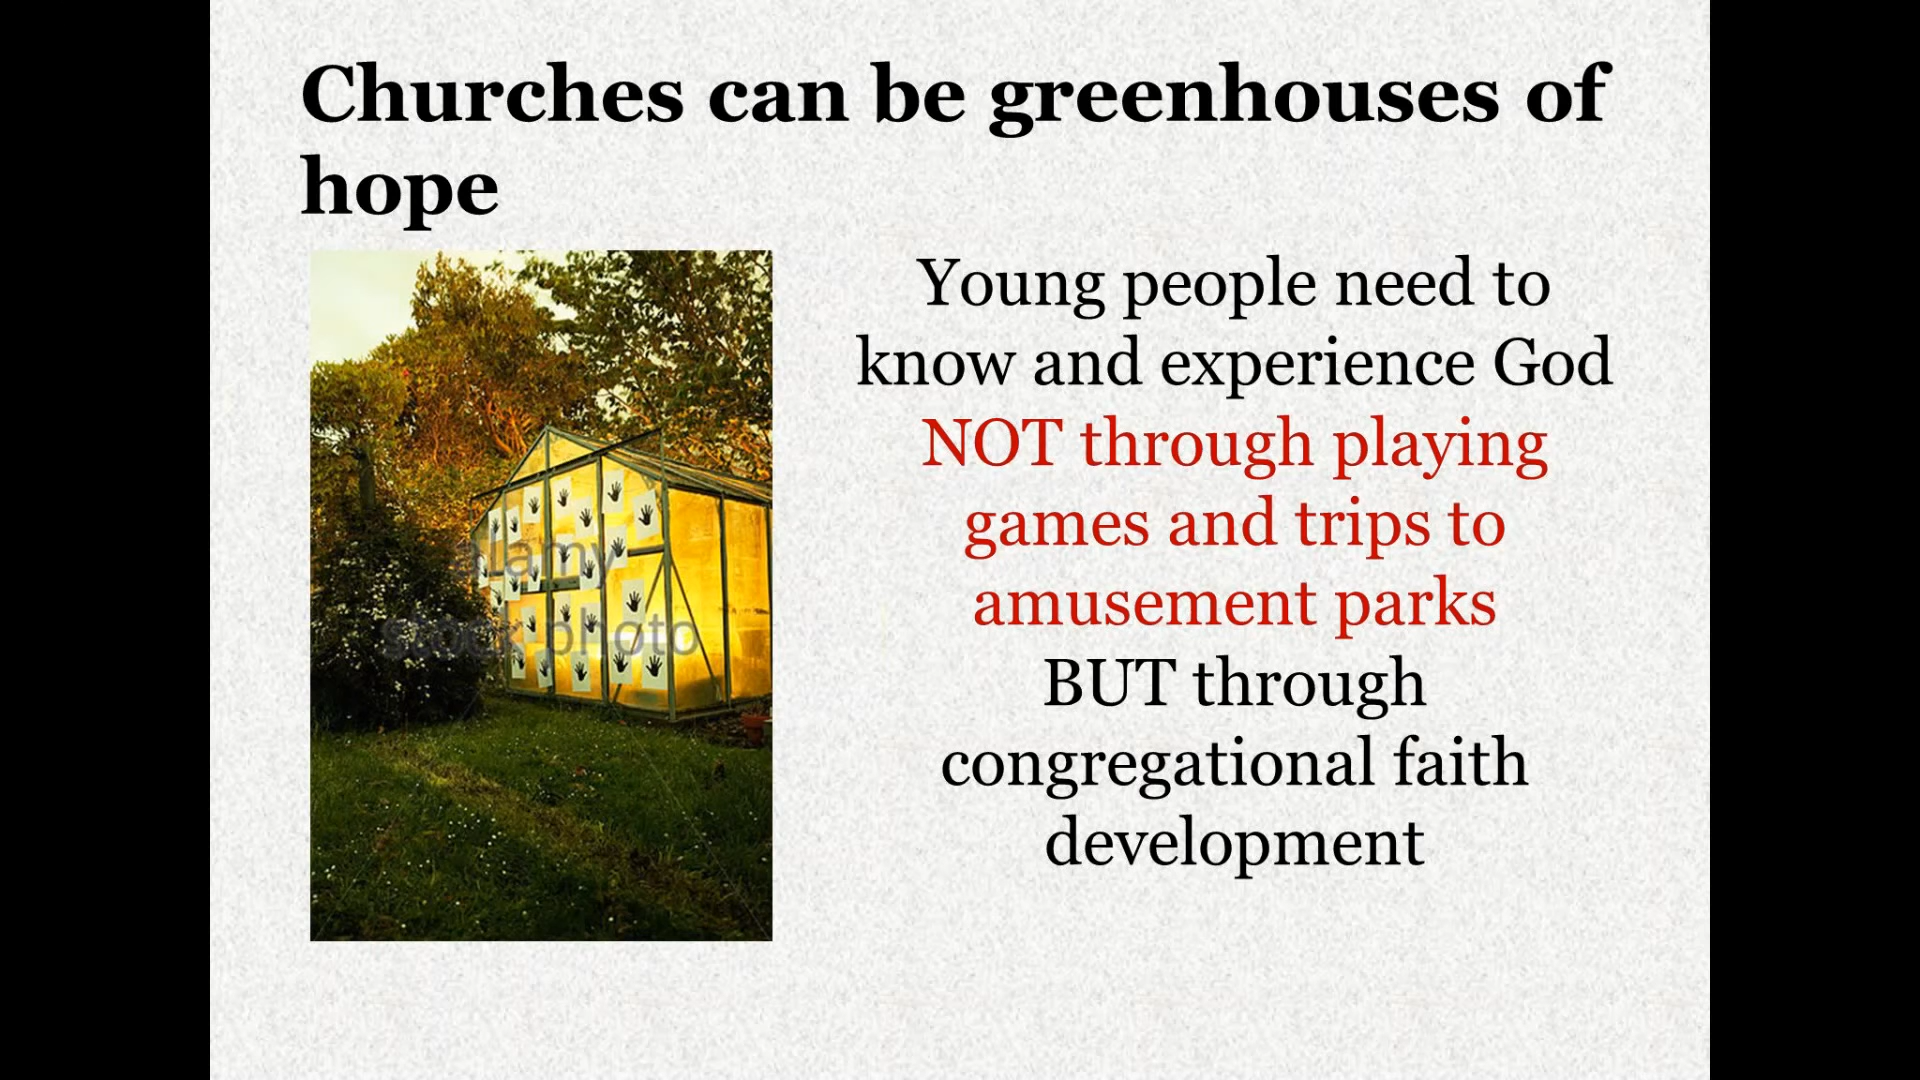 Churches can be greenhouses of
hope
Young people need to
know and experience God
NOT through playing
games and trips to
amusement parks
BUT through
congregational faith
development
alamy
stock photo